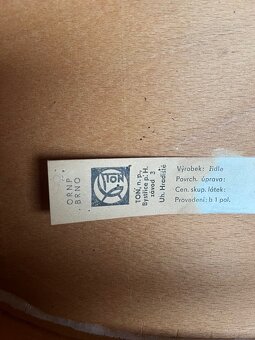 ORNP
BRNO
TON
TON, n. p.,
Bystřice p. H.
závod 3
Uh. Hradiště
Výrobek: židle
Povrch. úprava:
Cen. skup. látek:
Provedení: b 1 pol.